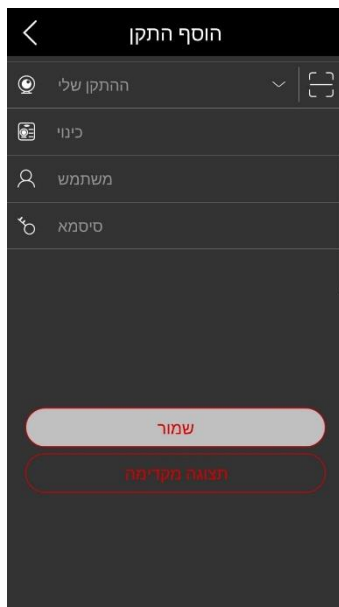 הוסף התקן
ההתקן שלי
כינוי
משתמש
סיסמא
שמור
תצוגה מקדימה